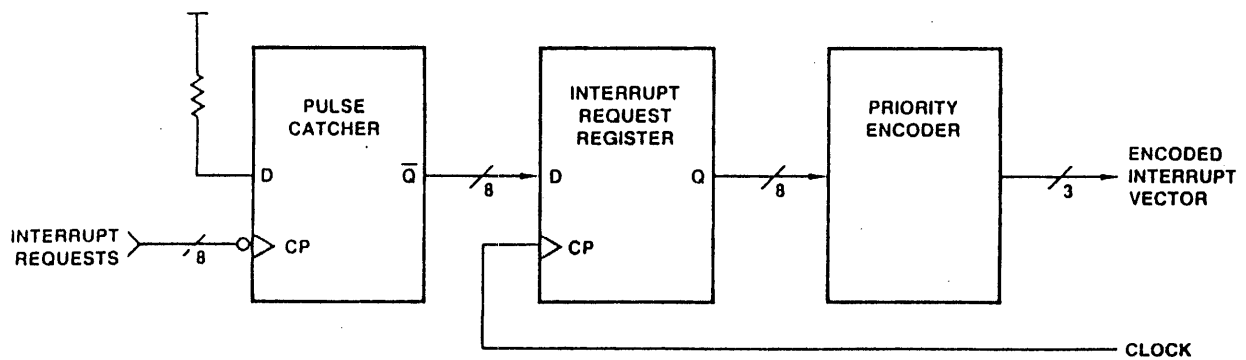 PULSE
CATCHER
D
Q̅
INTERRUPT
REQUESTS
8
CP
8
INTERRUPT
REQUEST
REGISTER
D
Q
CP
8
PRIORITY
ENCODER
3
ENCODED
INTERRUPT
VECTOR
CLOCK